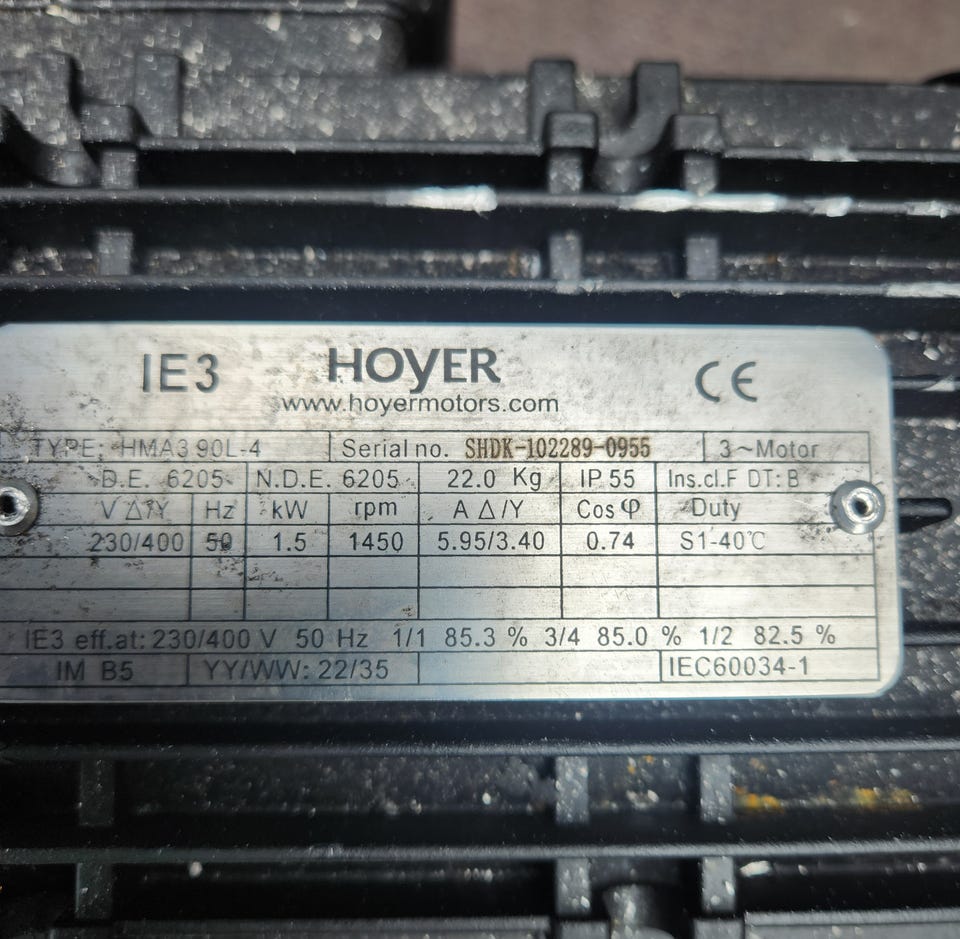 IE3 HOYER CE
www.hoyermotors.com
TYPE: HMA3 90L-4 Serial no. SHDK-102289-0955 3~Motor
D.E. 6205 N.D.E. 6205 22.0 Kg IP 55 Ins.cl.F DT: B
V Δ/Y Hz kW rpm A Δ/Y Cos φ Duty
230/400 50 1.5 1450 5.95/3.40 0.74 S1-40℃
IE3 eff.at: 230/400 V 50 Hz 1/1 85.3 % 3/4 85.0 % 1/2 82.5 %
IM B5 YY/WW: 22/35 IEC60034-1